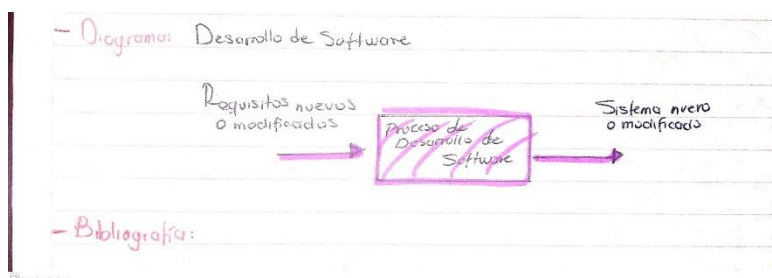 - Diagrama: Desarrollo de Software
Requisitos nuevos
o modificados
Proceso de
Desarrollo de
Software
Sistema nuevo
o modificado
- Bibliografía: